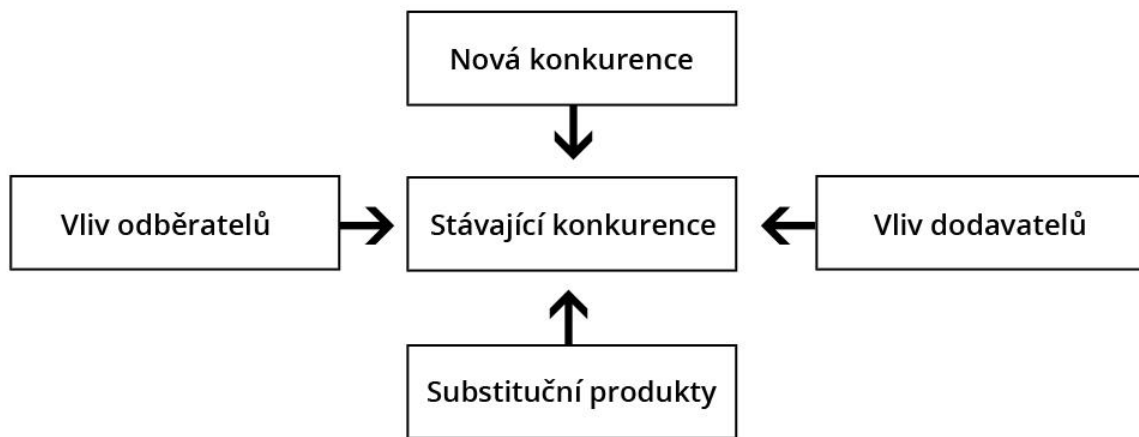 Nová konkurence
Vliv odběratelů
Stávající konkurence
Vliv dodavatelů
Substituční produkty